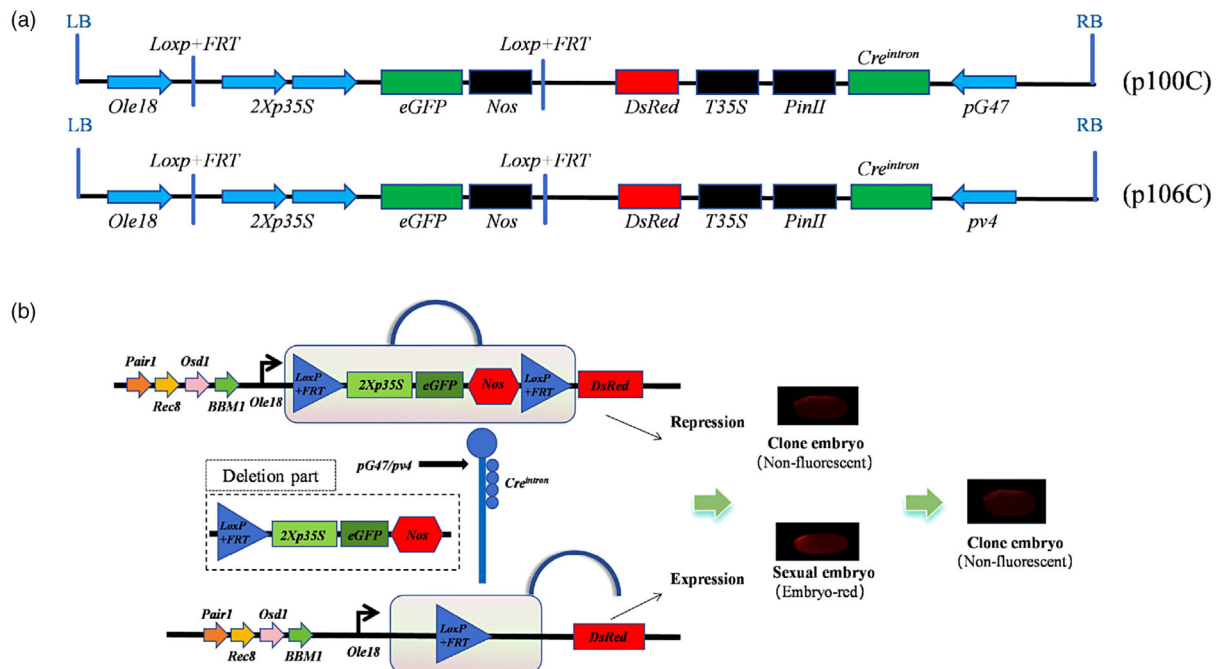 (a)
LB
RB
Loxp+FRT
Loxp+FRT
Cre^intron
Ole18
2Xp35S
eGFP
Nos
DsRed
T35S
PinII
pG47
(p100C)
LB
RB
Loxp+FRT
Loxp+FRT
Cre^intron
Ole18
2Xp35S
eGFP
Nos
DsRed
T35S
PinII
pv4
(p106C)
(b)
Pair1
Osd1
Rec8
BBM1
Ole18
LoxP
+FRT
2Xp35S
eGFP
Nos
LoxP
+FRT
DsRed
Repression
Clone embryo
(Non-fluorescent)
pG47/pv4
Cre^intron
Deletion part
LoxP
+FRT
2Xp35S
eGFP
Nos
Expression
Sexual embryo
(Embryo-red)
Clone embryo
(Non-fluorescent)
Pair1
Osd1
Rec8
BBM1
Ole18
LoxP
+FRT
DsRed